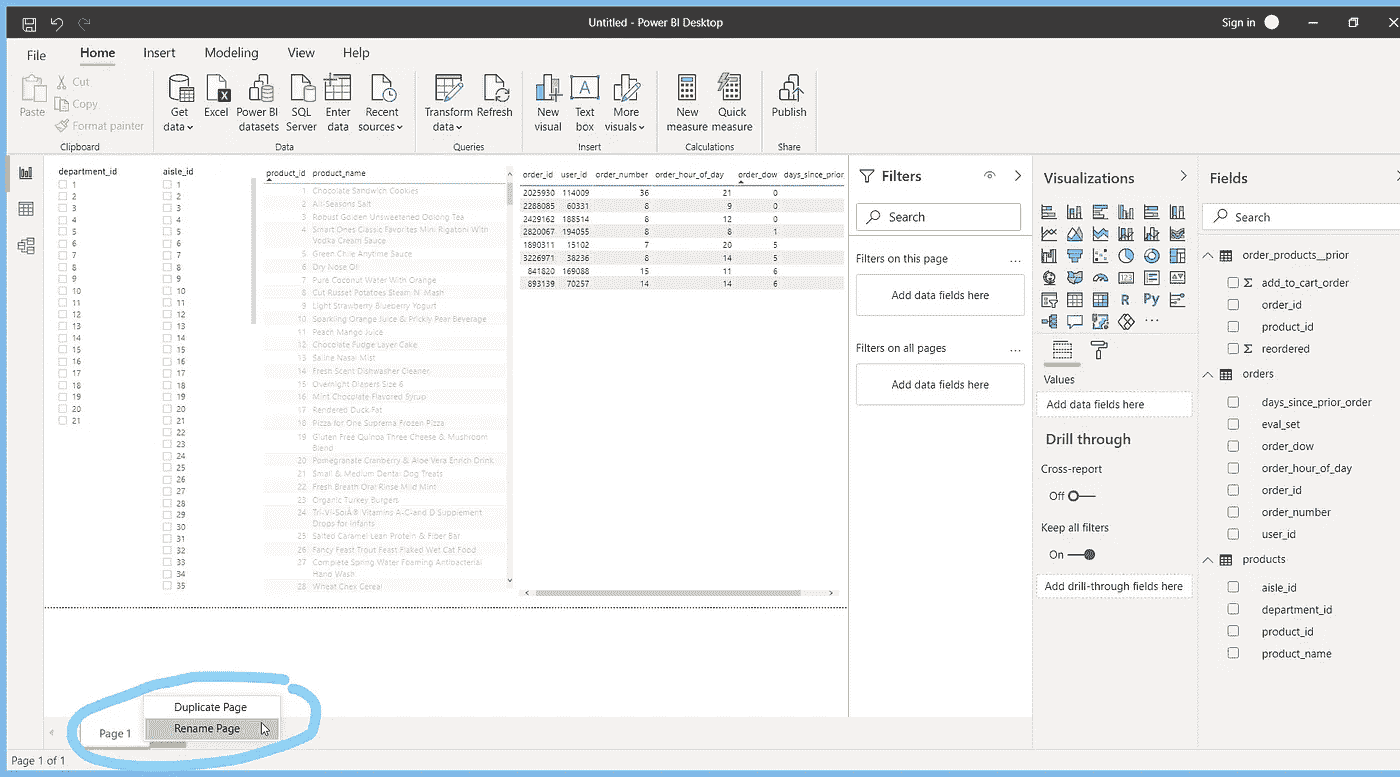 Untitled - Power BI Desktop
Sign in
File Home Insert Modeling View Help
Paste
Cut
Copy
Format painter
Get data
Excel
Power BI datasets
SQL Server
Enter data
Recent sources
Transform data
Refresh
New visual
Text box
More visuals
New measure
Quick measure
Publish
Clipboard
Data
Queries
Insert
Calculations
Share
department_id
1
2
3
4
5
6
7
8
9
10
11
12
13
14
15
16
17
18
19
20
21
aisle_id
1
2
3
4
5
6
7
8
9
10
11
12
13
14
15
16
17
18
19
20
21
22
23
24
25
26
27
28
29
30
31
32
33
34
35
product_id product_name
1 Chocolate Sandwich Cookies
2 All-Seasons Salt
3 Robust Golden Unsweetened Oolong Tea
4 Smart Ones Classic Favorites Mini Rigatoni With
Vodka Cream Sauce
5 Green Chile Anytime Sauce
6 Dry Nose Oil
7 Pure Coconut Water With Orange
8 Cut Russet Potatoes Steam N' Mash
9 Light Strawberry Blueberry Yogurt
10 Sparkling Orange Juice & Prickly Pear Beverage
11 Peach Mango Juice
12 Chocolate Fudge Layer Cake
13 Saline Nasal Mist
14 Fresh Scent Dishwasher Cleaner
15 Overnight Diapers Size 6
16 Mint Chocolate Flavored Syrup
17 Rendered Duck Fat
18 Pizza for One Suprema Frozen Pizza
19 Gluten Free Quinoa Three Cheese & Mushroom
Blend
20 Pomegranate Cranberry & Aloe Vera Enrich Drink
21 Small & Medium Dental Dog Treats
22 Fresh Breath Oral Rinse Mild Mint
23 Organic Turkey Burgers
24 Tri-Vi-SolÂ® Vitamins A-C-and D Supplement
Drops for Infants
25 Salted Caramel Lean Protein & Fiber Bar
26 Fancy Feast Trout Feast Flaked Wet Cat Food
27 Complete Spring Water Foaming Antibacterial
Hand Wash
28 Wheat Chex Cereal
order_id user_id order_number order_hour_of_day order_dow days_since_prior
2025930 114009 36 21 0
2288085 60331 8 9 0
2429162 188514 8 12 0
2820067 194055 8 8 1
1890311 15102 7 20 5
3226971 38236 8 14 5
841820 169088 15 11 6
893139 70257 14 14 6
Filters
Search
Filters on this page
...
Add data fields here
Filters on all pages
...
Add data fields here
Visualizations
R
Py
...
Values
Add data fields here
Drill through
Cross-report
Off
Keep all filters
On
Add drill-through fields here
Fields
Search
order_products__prior
add_to_cart_order
order_id
product_id
reordered
orders
days_since_prior_order
eval_set
order_dow
order_hour_of_day
order_id
order_number
user_id
products
aisle_id
department_id
product_id
product_name
Duplicate Page
Rename Page
Page 1
Page 1 of 1